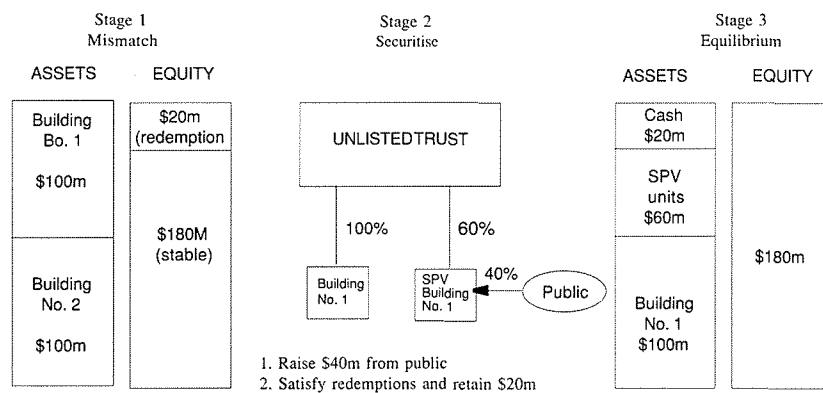 Stage 1
Mismatch
ASSETS
EQUITY
Building
Bo. 1
$100m
Building
No. 2
$100m
$20m
(redemption
$180M
(stable)
Stage 2
Securitise
UNLISTEDTRUST
100%
60%
Building
No. 1
SPV
Building
No. 1
40%
Public
1. Raise $40m from public
2. Satisfy redemptions and retain $20m
Stage 3
Equilibrium
ASSETS
EQUITY
Cash
$20m
SPV
units
$60m
Building
No. 1
$100m
$180m